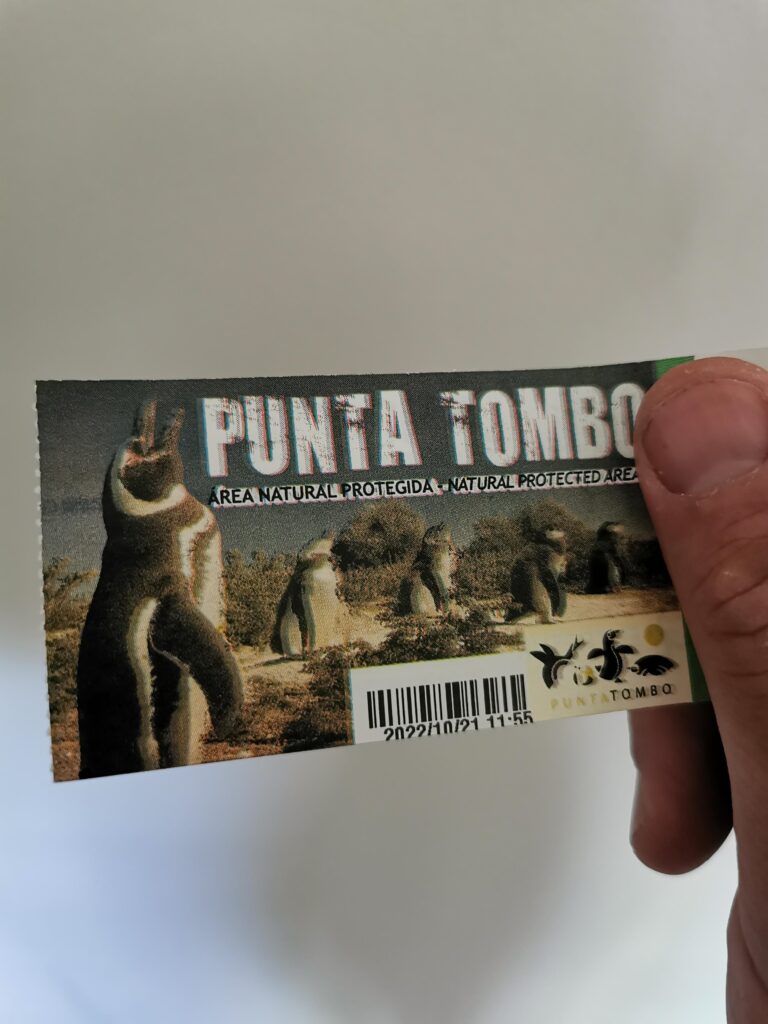 PUNTA TOMBO
ÁREA NATURAL PROTEGIDA - NATURAL PROTECTED AREA
2022/10/21 11:55
PUNTATOMBO